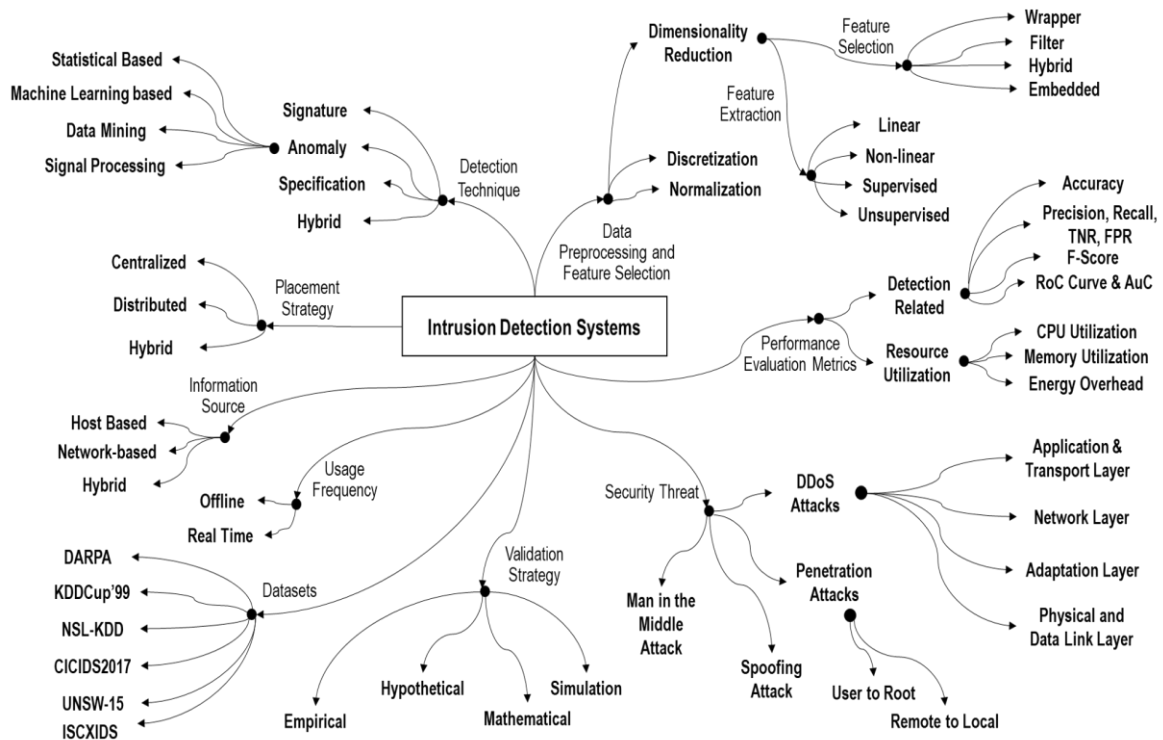 Intrusion Detection Systems
Detection
Technique
Signature
Anomaly
Specification
Hybrid
Statistical Based
Machine Learning based
Data Mining
Signal Processing
Data
Preprocessing and
Feature Selection
Dimensionality
Reduction
Discretization
Normalization
Feature
Selection
Wrapper
Filter
Hybrid
Embedded
Feature
Extraction
Linear
Non-linear
Supervised
Unsupervised
Performance
Evaluation Metrics
Detection
Related
Accuracy
Precision, Recall,
TNR, FPR
F-Score
RoC Curve & AuC
Resource
Utilization
CPU Utilization
Memory Utilization
Energy Overhead
Placement
Strategy
Centralized
Distributed
Hybrid
Information
Source
Host Based
Network-based
Hybrid
Usage
Frequency
Offline
Real Time
Datasets
DARPA
KDDCup'99
NSL-KDD
CICIDS2017
UNSW-15
ISCXIDS
Validation
Strategy
Empirical
Hypothetical
Mathematical
Simulation
Security Threat
DDoS
Attacks
Application &
Transport Layer
Network Layer
Adaptation Layer
Physical and
Data Link Layer
Penetration
Attacks
User to Root
Remote to Local
Man in the
Middle
Attack
Spoofing
Attack